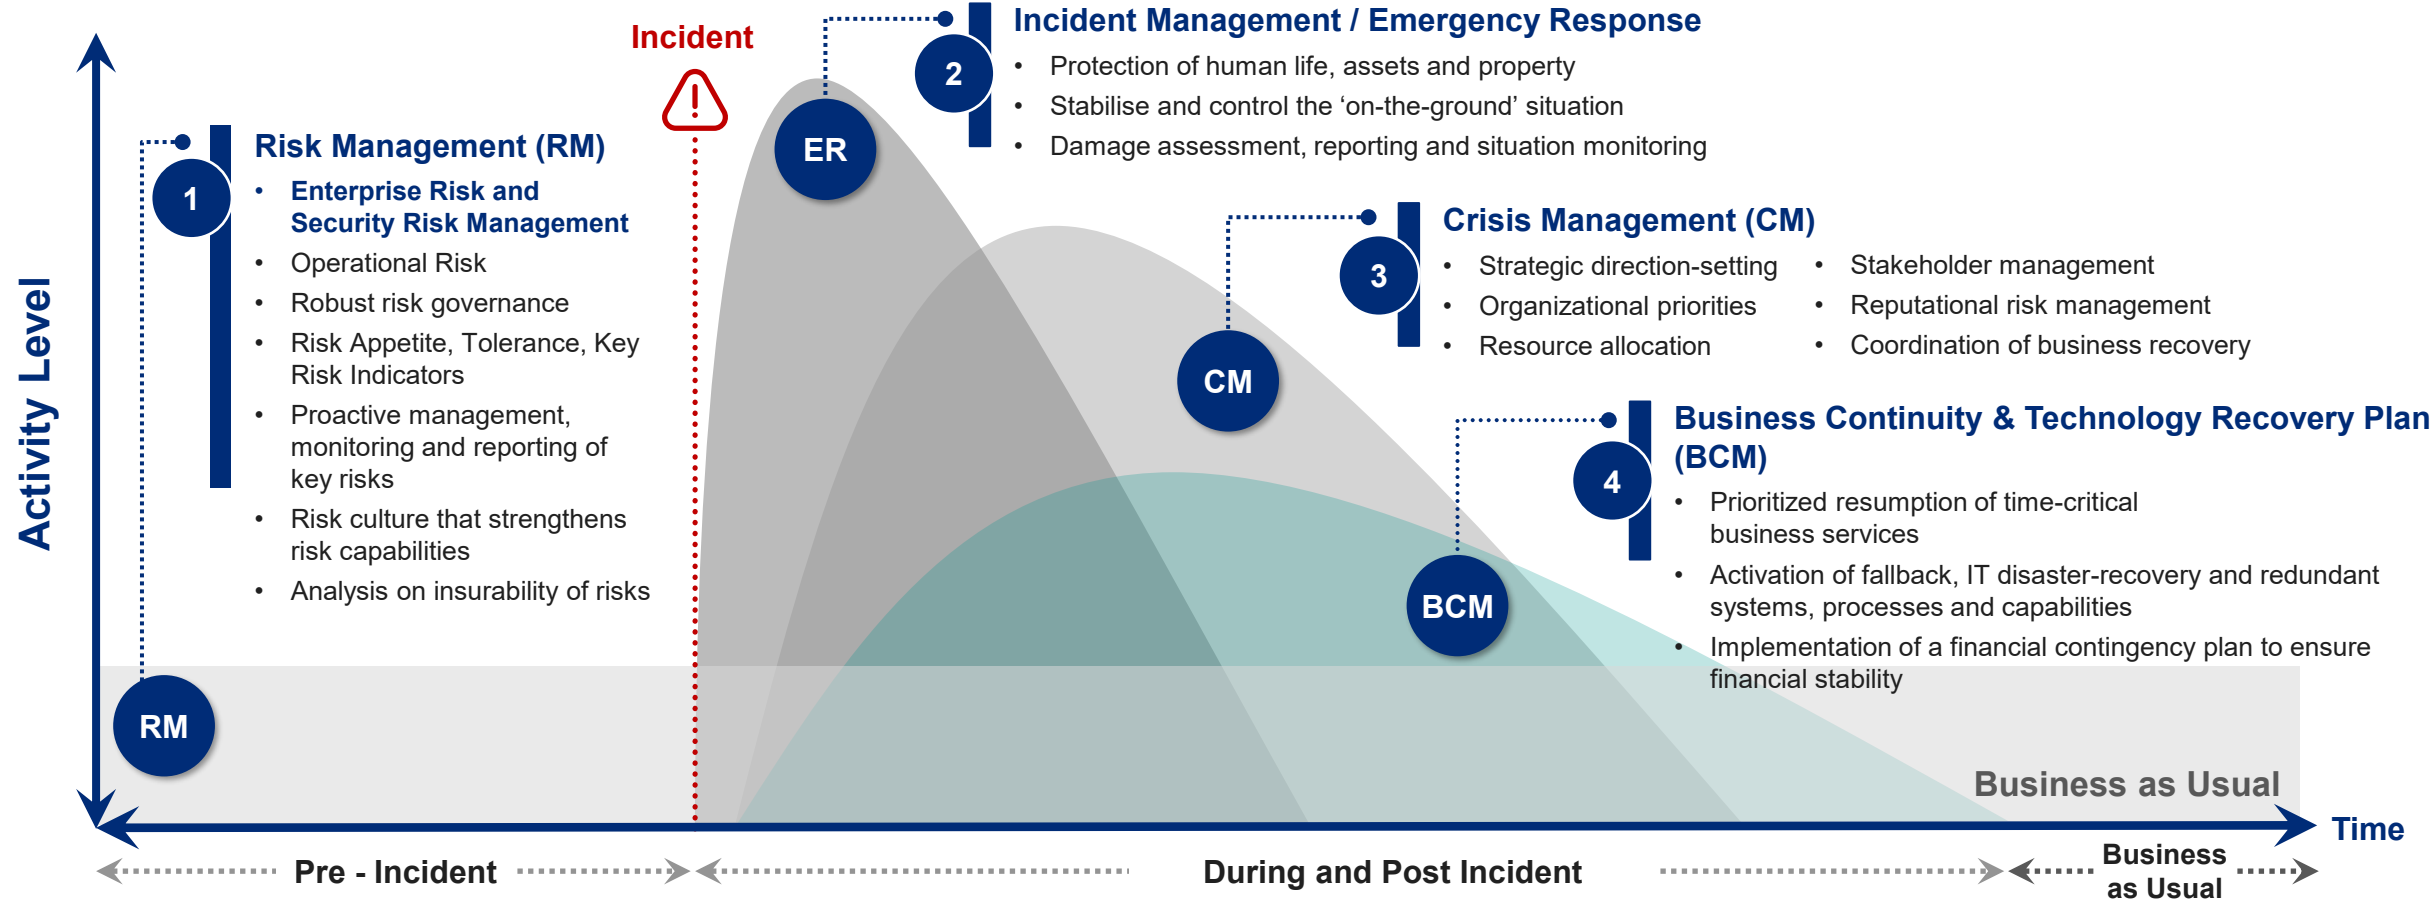 Incident
Activity Level
1
Risk Management (RM)
• Enterprise Risk and
Security Risk Management
• Operational Risk
• Robust risk governance
• Risk Appetite, Tolerance, Key
Risk Indicators
• Proactive management,
monitoring and reporting of
key risks
• Risk culture that strengthens
risk capabilities
• Analysis on insurability of risks
RM
ER
2
Incident Management / Emergency Response
• Protection of human life, assets and property
• Stabilise and control the ‘on-the-ground’ situation
• Damage assessment, reporting and situation monitoring
CM
3
Crisis Management (CM)
• Strategic direction-setting
• Organizational priorities
• Resource allocation
• Stakeholder management
• Reputational risk management
• Coordination of business recovery
BCM
4
Business Continuity & Technology Recovery Plan
(BCM)
• Prioritized resumption of time-critical
business services
• Activation of fallback, IT disaster-recovery and redundant
systems, processes and capabilities
• Implementation of a financial contingency plan to ensure
financial stability
Business as Usual
Time
Pre - Incident
During and Post Incident
Business
as Usual